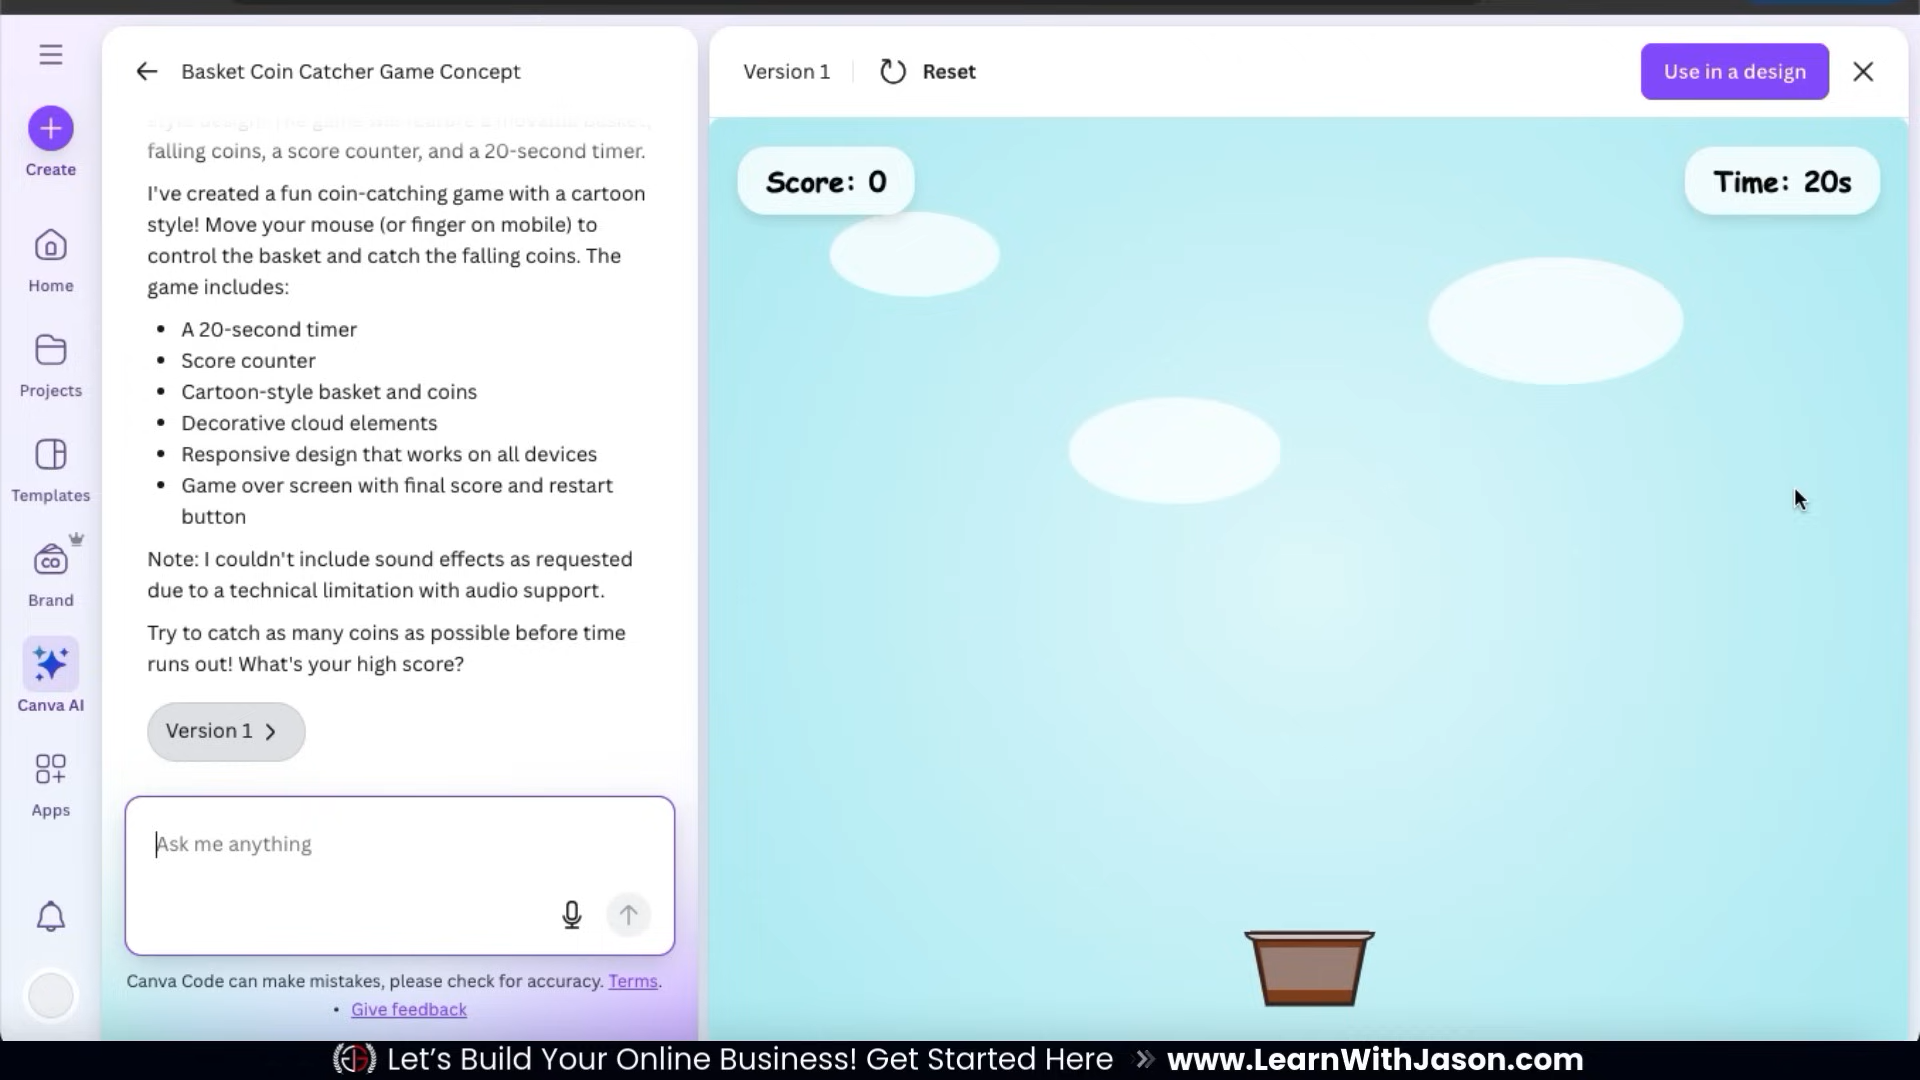 Basket Coin Catcher Game Concept
falling coins, a score counter, and a 20-second timer.
I've created a fun coin-catching game with a cartoon
style! Move your mouse (or finger on mobile) to
control the basket and catch the falling coins. The
game includes:
• A 20-second timer
• Score counter
• Cartoon-style basket and coins
• Decorative cloud elements
• Responsive design that works on all devices
• Game over screen with final score and restart
button
Note: I couldn't include sound effects as requested
due to a technical limitation with audio support.
Try to catch as many coins as possible before time
runs out! What's your high score?
Version 1
Ask me anything
Canva Code can make mistakes, please check for accuracy. Terms.
• Give feedback
Create
Home
Projects
Templates
CO
Brand
Canva AI
Apps
Version 1
Reset
Use in a design
Score: 0
Time: 20s
Let's Build Your Online Business! Get Started Here » www.LearnWithJason.com